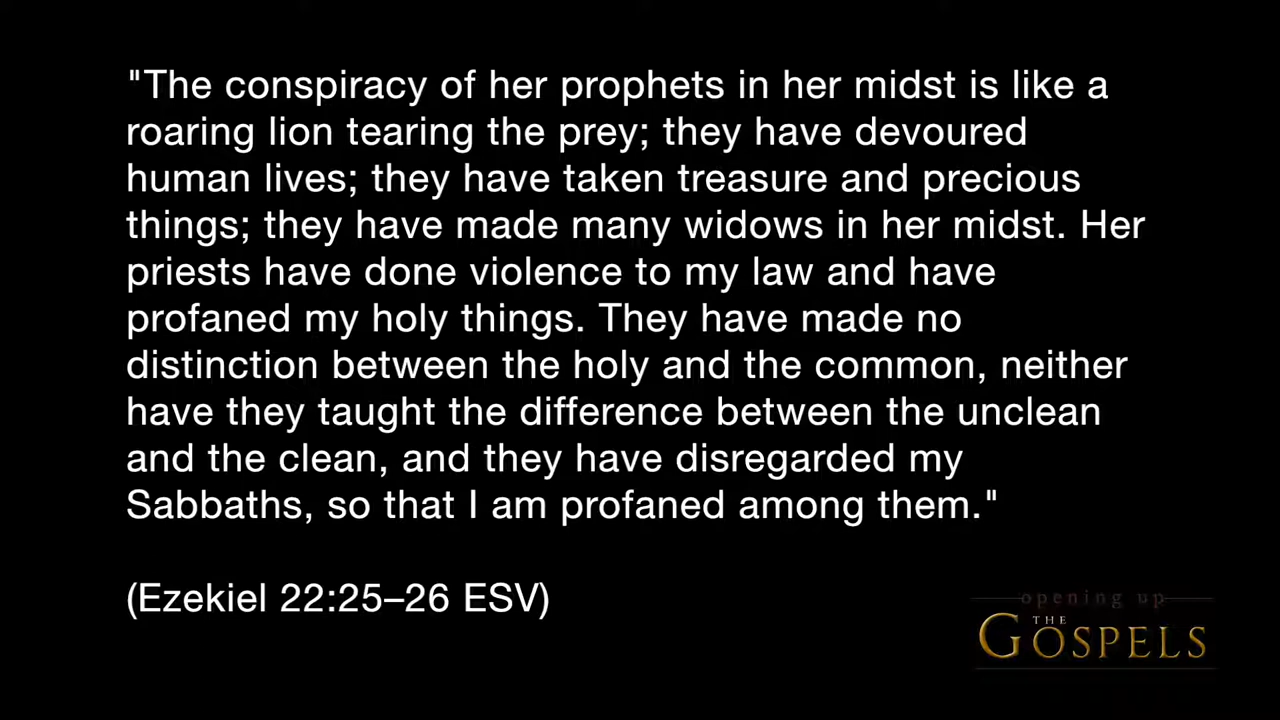 "The conspiracy of her prophets in her midst is like a
roaring lion tearing the prey; they have devoured
human lives; they have taken treasure and precious
things; they have made many widows in her midst. Her
priests have done violence to my law and have
profaned my holy things. They have made no
distinction between the holy and the common, neither
have they taught the difference between the unclean
and the clean, and they have disregarded my
Sabbaths, so that I am profaned among them."
(Ezekiel 22:25–26 ESV)
opening up
THE
GOSPELS